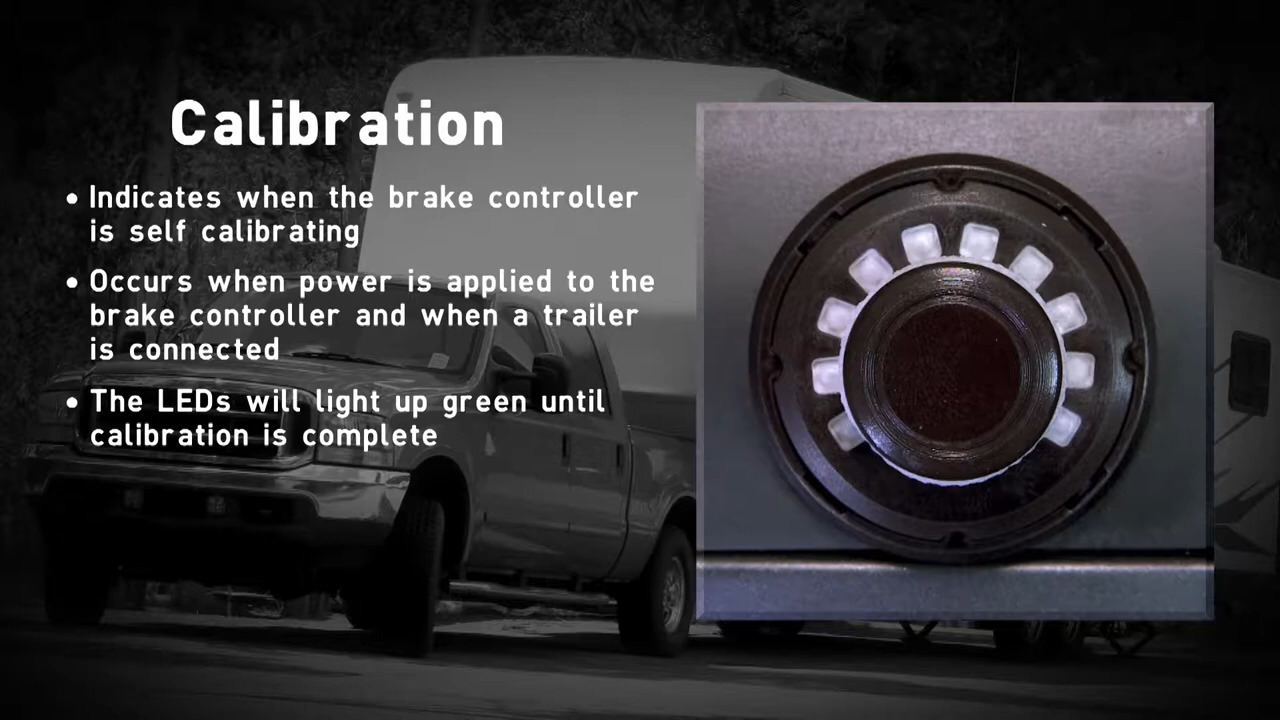 Calibration
• Indicates when the brake controller
is self calibrating
• Occurs when power is applied to the
brake controller and when a trailer
is connected
• The LEDs will light up green until
calibration is complete